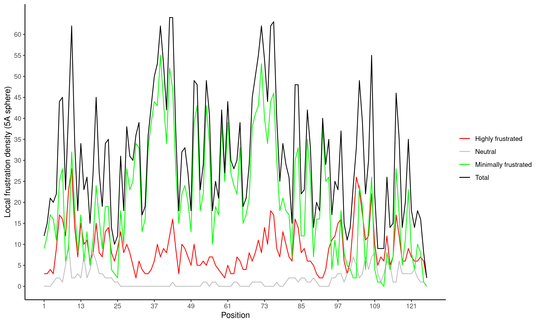 Local frustration density (5A sphere)
60
55
50
45
40
35
30
25
20
15
10
5
0
1 13 25 37 49 61 73 85 97 109 121
Position
Highly frustrated
Neutral
Minimally frustrated
Total